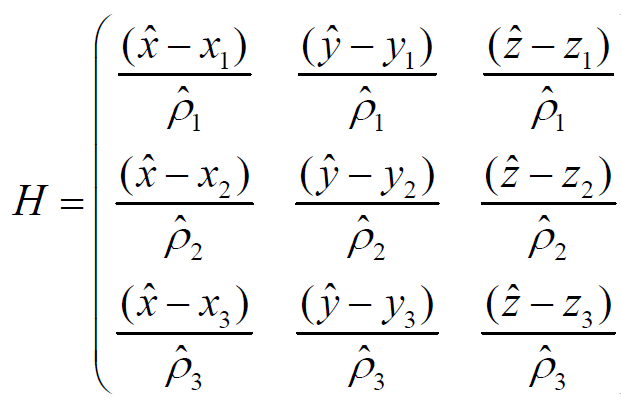 H = ( (x̂ − x₁)/ρ̂₁ (ŷ − y₁)/ρ̂₁ (ẑ − z₁)/ρ̂₁
(x̂ − x₂)/ρ̂₂ (ŷ − y₂)/ρ̂₂ (ẑ − z₂)/ρ̂₂
(x̂ − x₃)/ρ̂₃ (ŷ − y₃)/ρ̂₃ (ẑ − z₃)/ρ̂₃